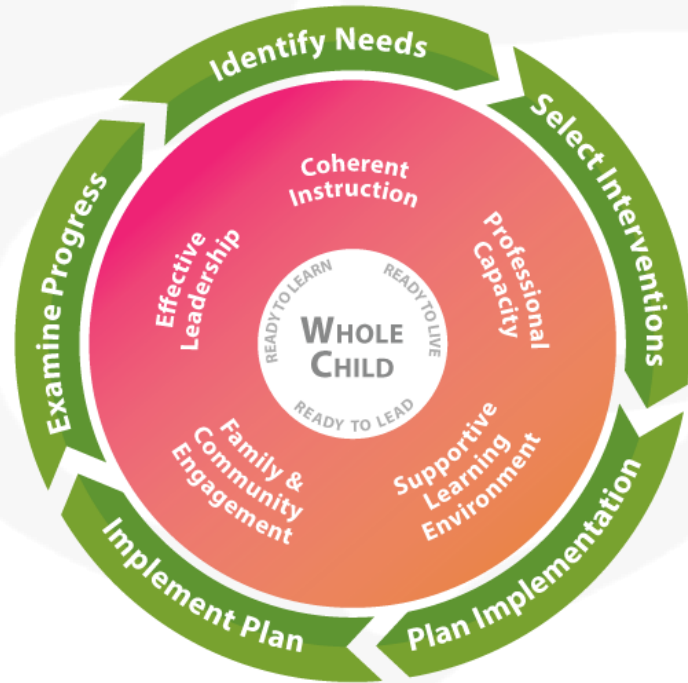 Identify Needs
Select Interventions
Plan Implementation
Implement Plan
Examine Progress
Coherent
Instruction
Professional
Capacity
Supportive
Learning
Environment
Family &
Community
Engagement
Effective
Leadership
READY TO LEARN
READY TO LIVE
READY TO LEAD
WHOLE
CHILD